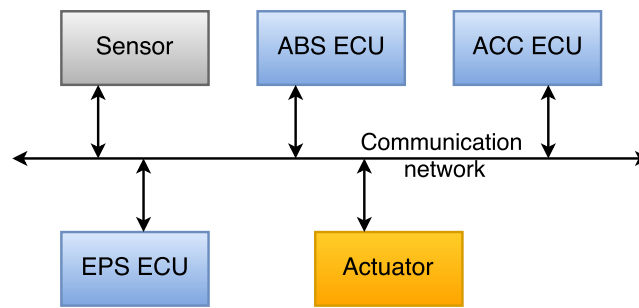 Sensor
ABS ECU
ACC ECU
Communication
network
EPS ECU
Actuator